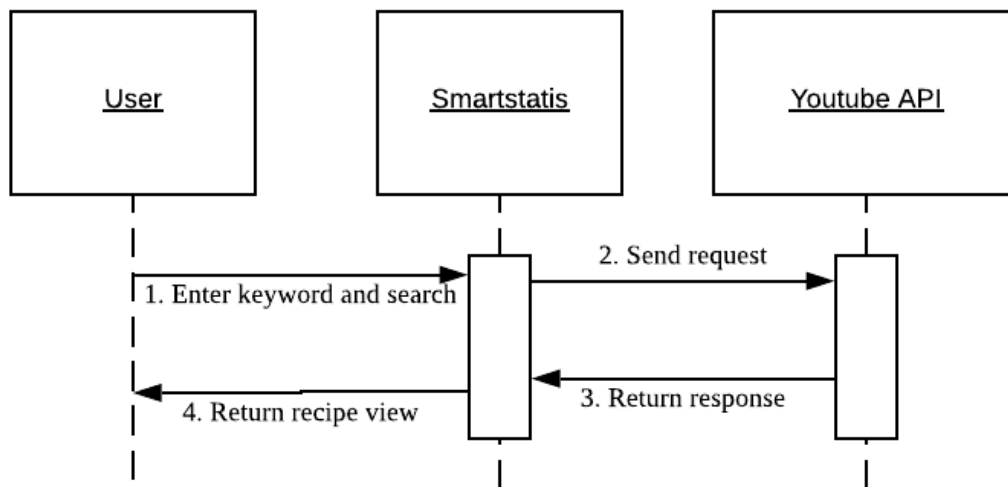 User
Smartstatis
Youtube API
2. Send request
1. Enter keyword and search
3. Return response
4. Return recipe view